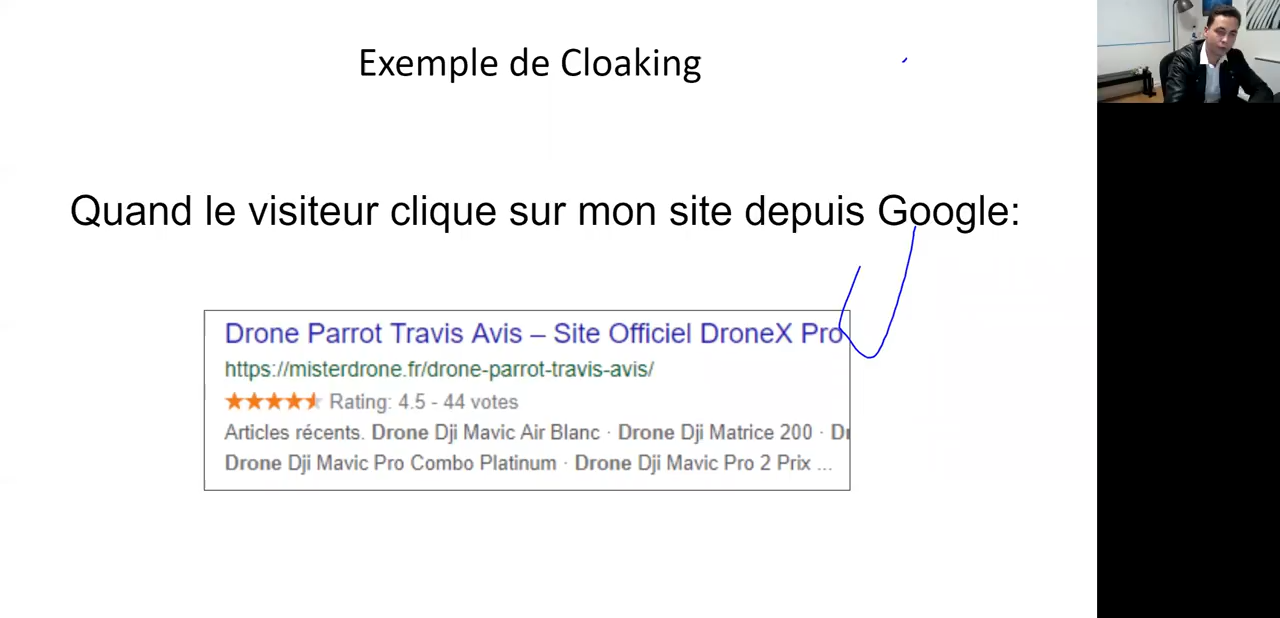 Exemple de Cloaking
Quand le visiteur clique sur mon site depuis Google:
Drone Parrot Travis Avis – Site Officiel DroneX Pro
https://misterdrone.fr/drone-parrot-travis-avis/
Rating: 4.5 - 44 votes
Articles récents. Drone Dji Mavic Air Blanc · Drone Dji Matrice 200 ·
Drone Dji Mavic Pro Combo Platinum · Drone Dji Mavic Pro 2 Prix ...